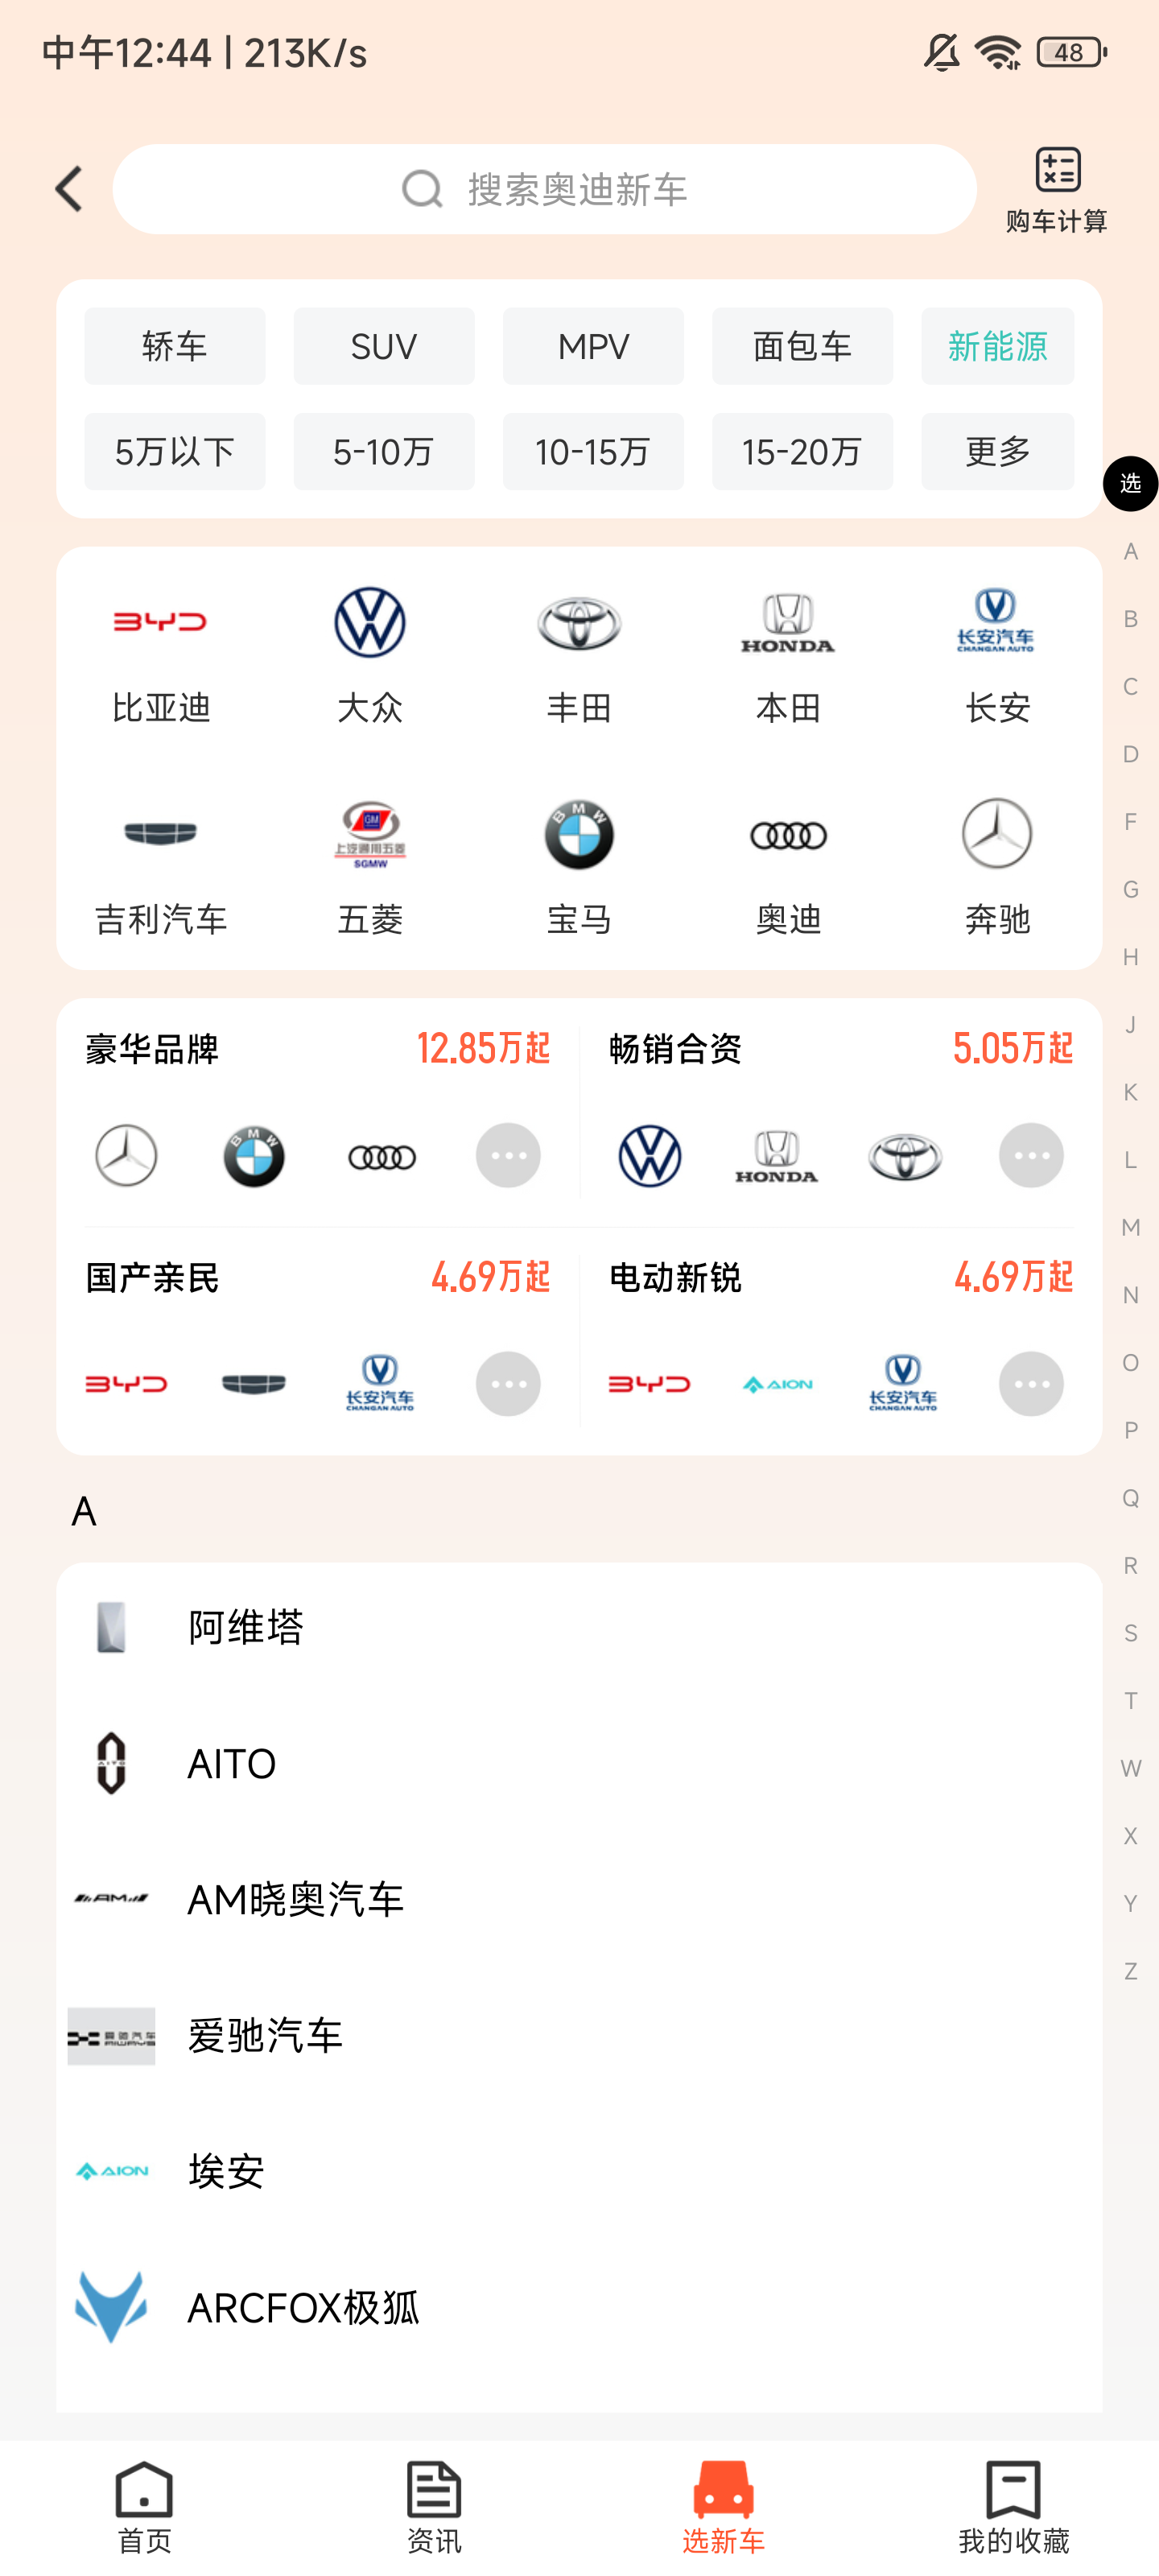 中午12:44 | 213K/s
48
搜索奥迪新车
购车计算
轿车 SUV MPV 面包车 新能源
5万以下 5-10万 10-15万 15-20万 更多
选
A
B
C
D
F
G
H
J
K
L
M
N
O
P
Q
R
S
T
W
X
Y
Z
BYD
HONDA
长安汽车
CHANGAN AUTO
比亚迪 大众 丰田 本田 长安
GM
上汽通用五菱
SGMW
BMW
吉利汽车 五菱 宝马 奥迪 奔驰
豪华品牌 12.85万起 畅销合资 5.05万起
BMW
HONDA
国产亲民 4.69万起 电动新锐 4.69万起
BYD
长安汽车
CHANGAN AUTO
BYD
AION
长安汽车
CHANGAN AUTO
A
阿维塔
AITO
AITO
AM
AM晓奥汽车
爱驰汽车
AIWAYS
爱驰汽车
AION
埃安
ARCFOX极狐
首页 资讯 选新车 我的收藏